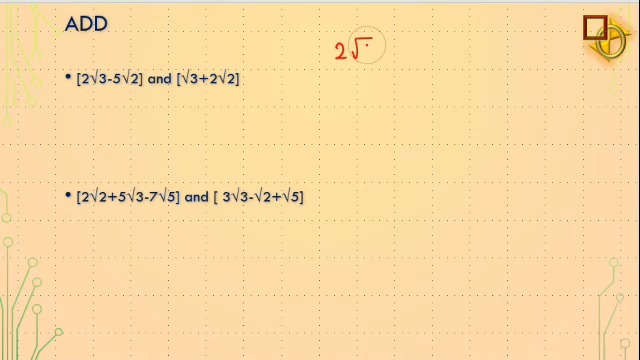 ADD
2√
• [2√3-5√2] and [√3+2√2]
• [2√2+5√3-7√5] and [ 3√3-√2+√5]